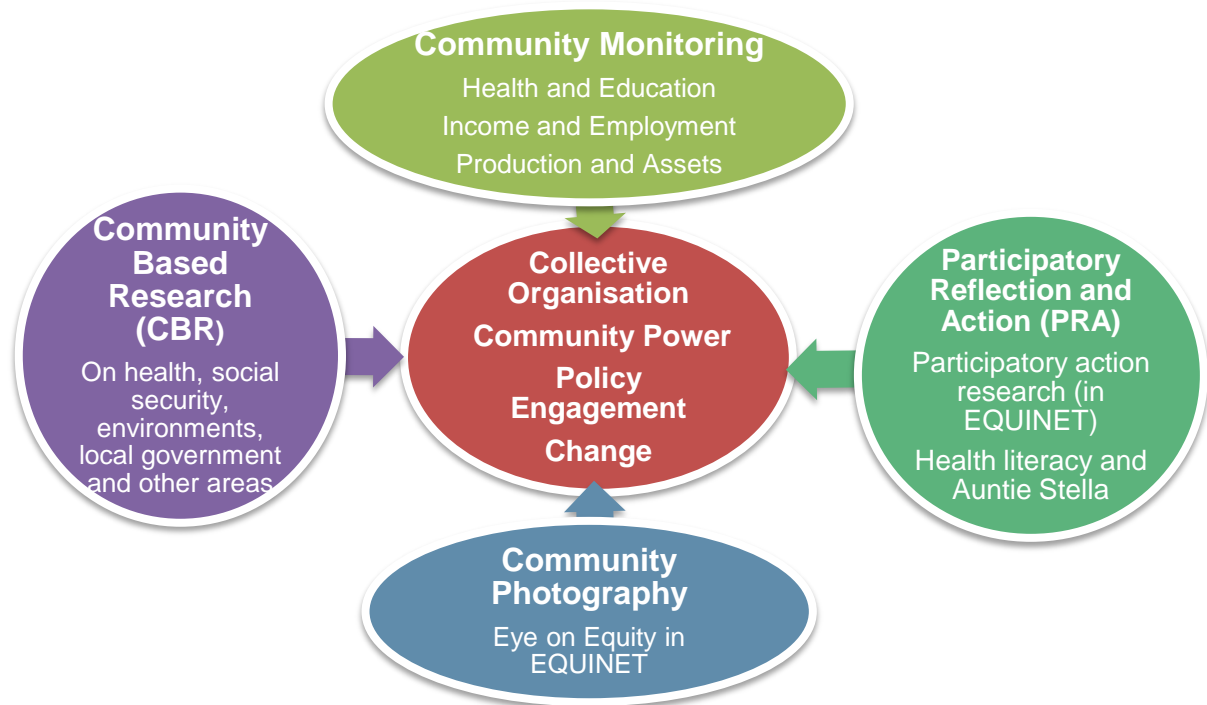 Community Monitoring
Health and Education
Income and Employment
Production and Assets
Community
Based
Research
(CBR)
On health, social
security,
environments,
local government
and other areas
Collective
Organisation
Community Power
Policy
Engagement
Change
Participatory
Reflection and
Action (PRA)
Participatory action
research (in
EQUINET)
Health literacy and
Auntie Stella
Community
Photography
Eye on Equity in
EQUINET